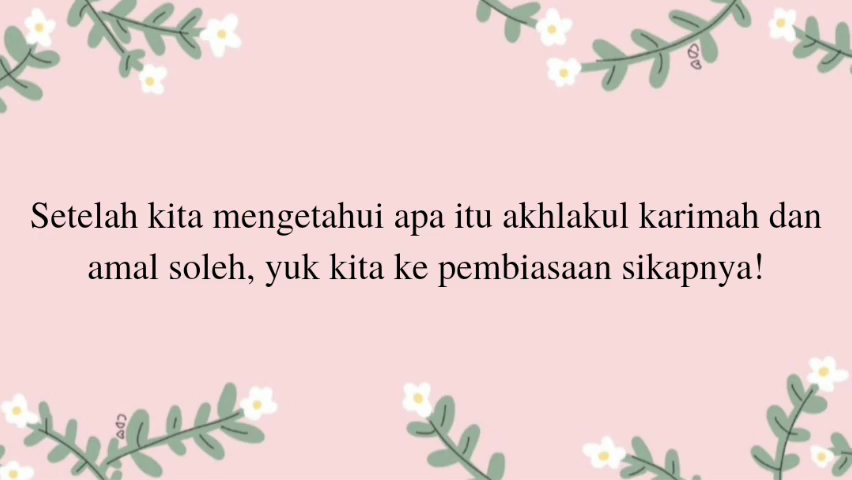 Setelah kita mengetahui apa itu akhlakul karimah dan
amal soleh, yuk kita ke pembiasaan sikapnya!